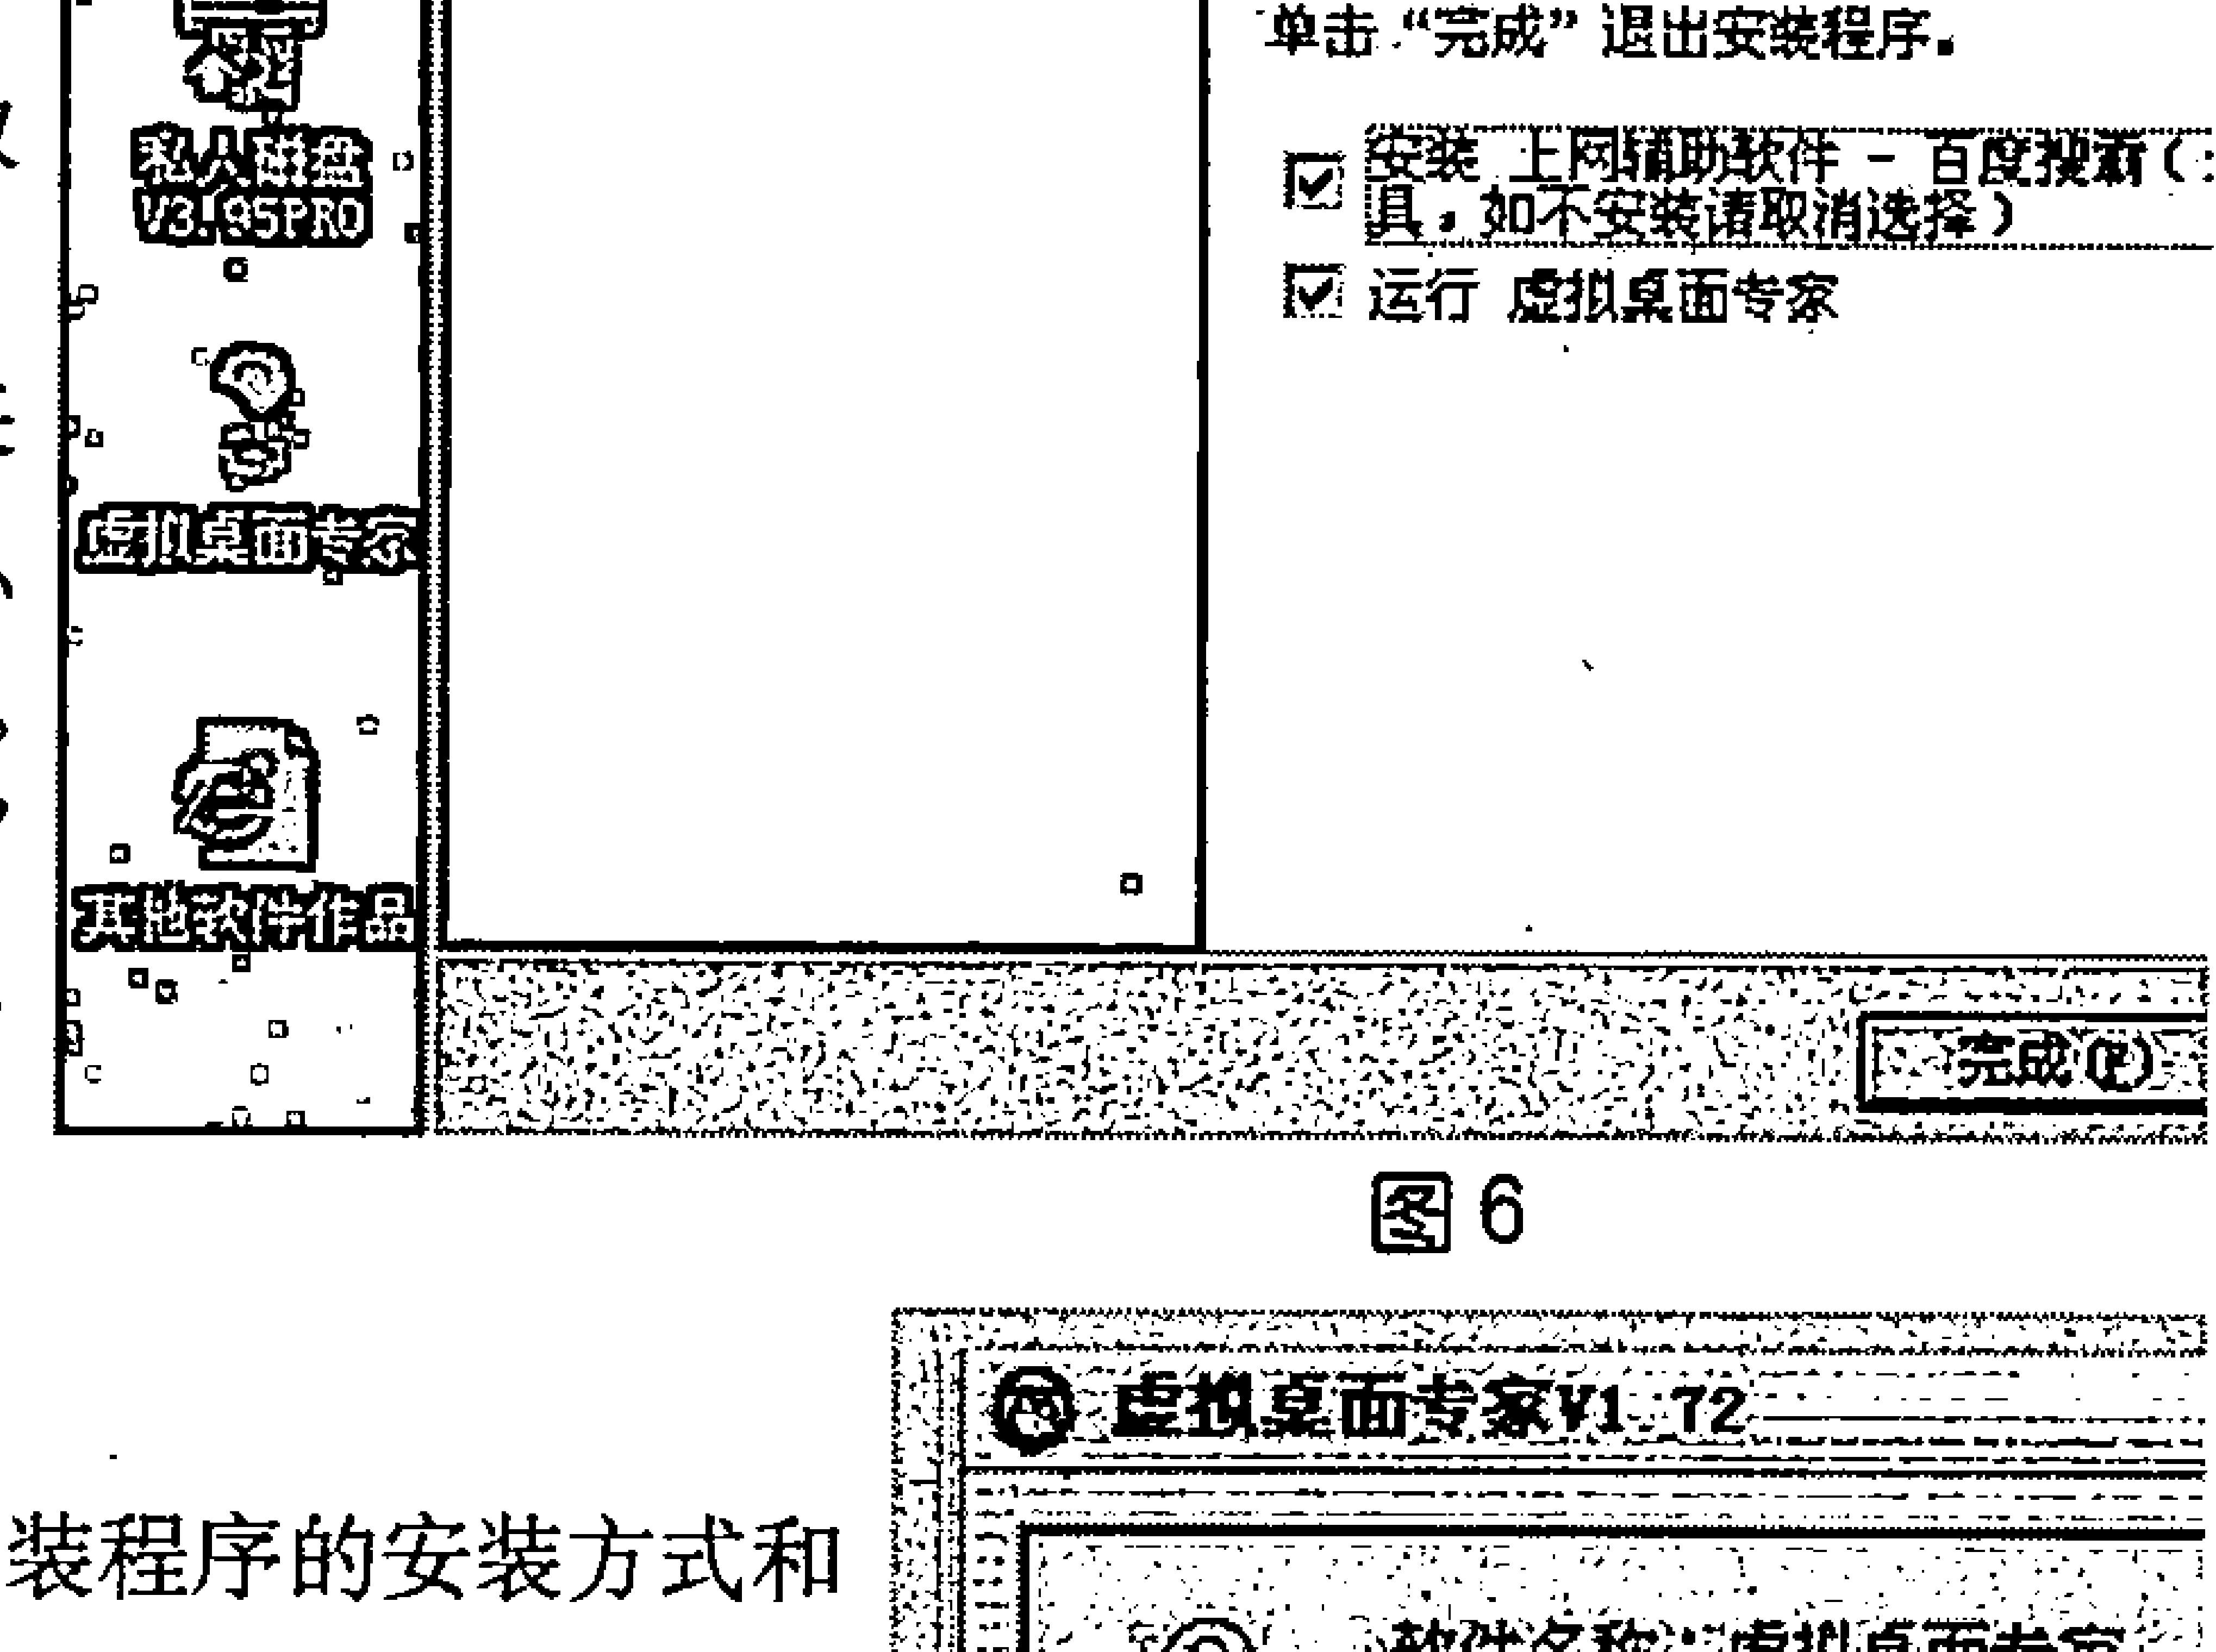 单击“完成”退出安装程序。
私人磁盘
V3.95PRO
安装 上网辅助软件 - 百度搜霸(
具,如不安装请取消选择)
运行 虚拟桌面专家
虚拟桌面专家
其他软件作品
完成(F)
图 6
虚拟桌面专家V1.72
装程序的安装方式和
软件名称:虚拟桌面专家